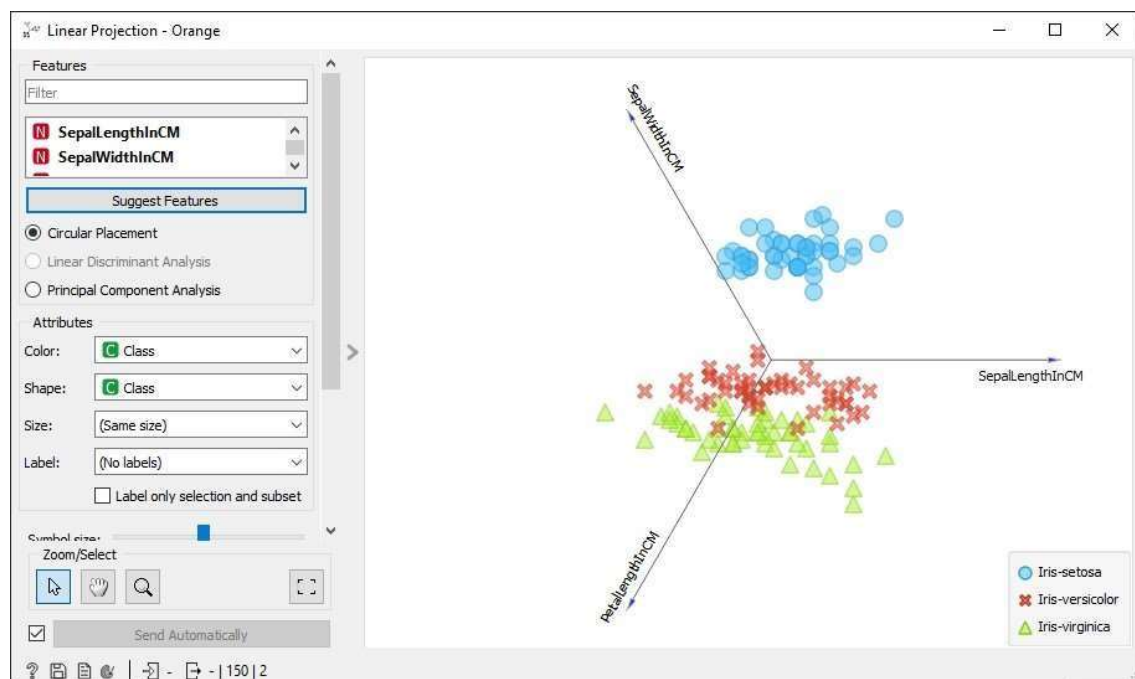 Linear Projection - Orange
Features
Filter
N SepalLengthInCM
N SepalWidthInCM
Suggest Features
Circular Placement
Linear Discriminant Analysis
Principal Component Analysis
Attributes
Color: C Class
Shape: C Class
Size: (Same size)
Label: (No labels)
Label only selection and subset
Symbol size:
Zoom/Select
Send Automatically
? - - | 150 | 2
SepalWidthInCM
SepalLengthInCM
PetalLengthInCM
Iris-setosa
Iris-versicolor
Iris-virginica